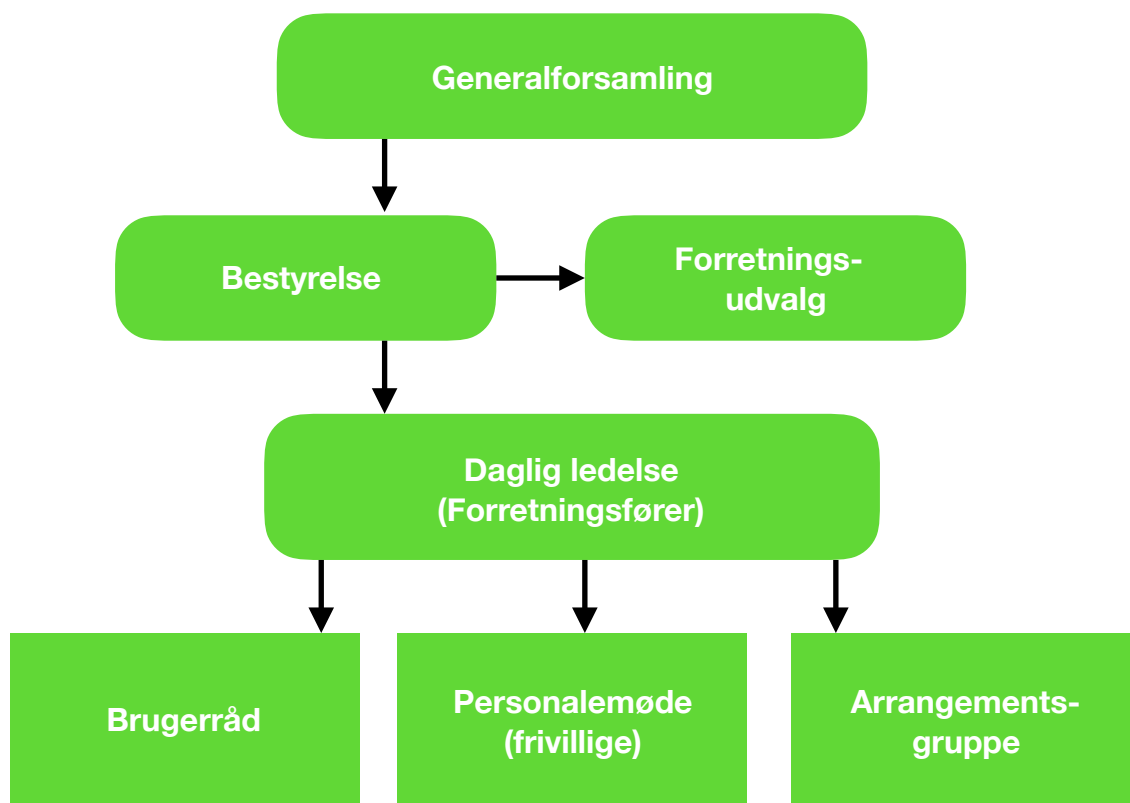 Generalforsamling
Bestyrelse
Forretnings-
udvalg
Daglig ledelse
(Forretningsfører)
Brugerråd
Personalemøde
(frivillige)
Arrangements-
gruppe